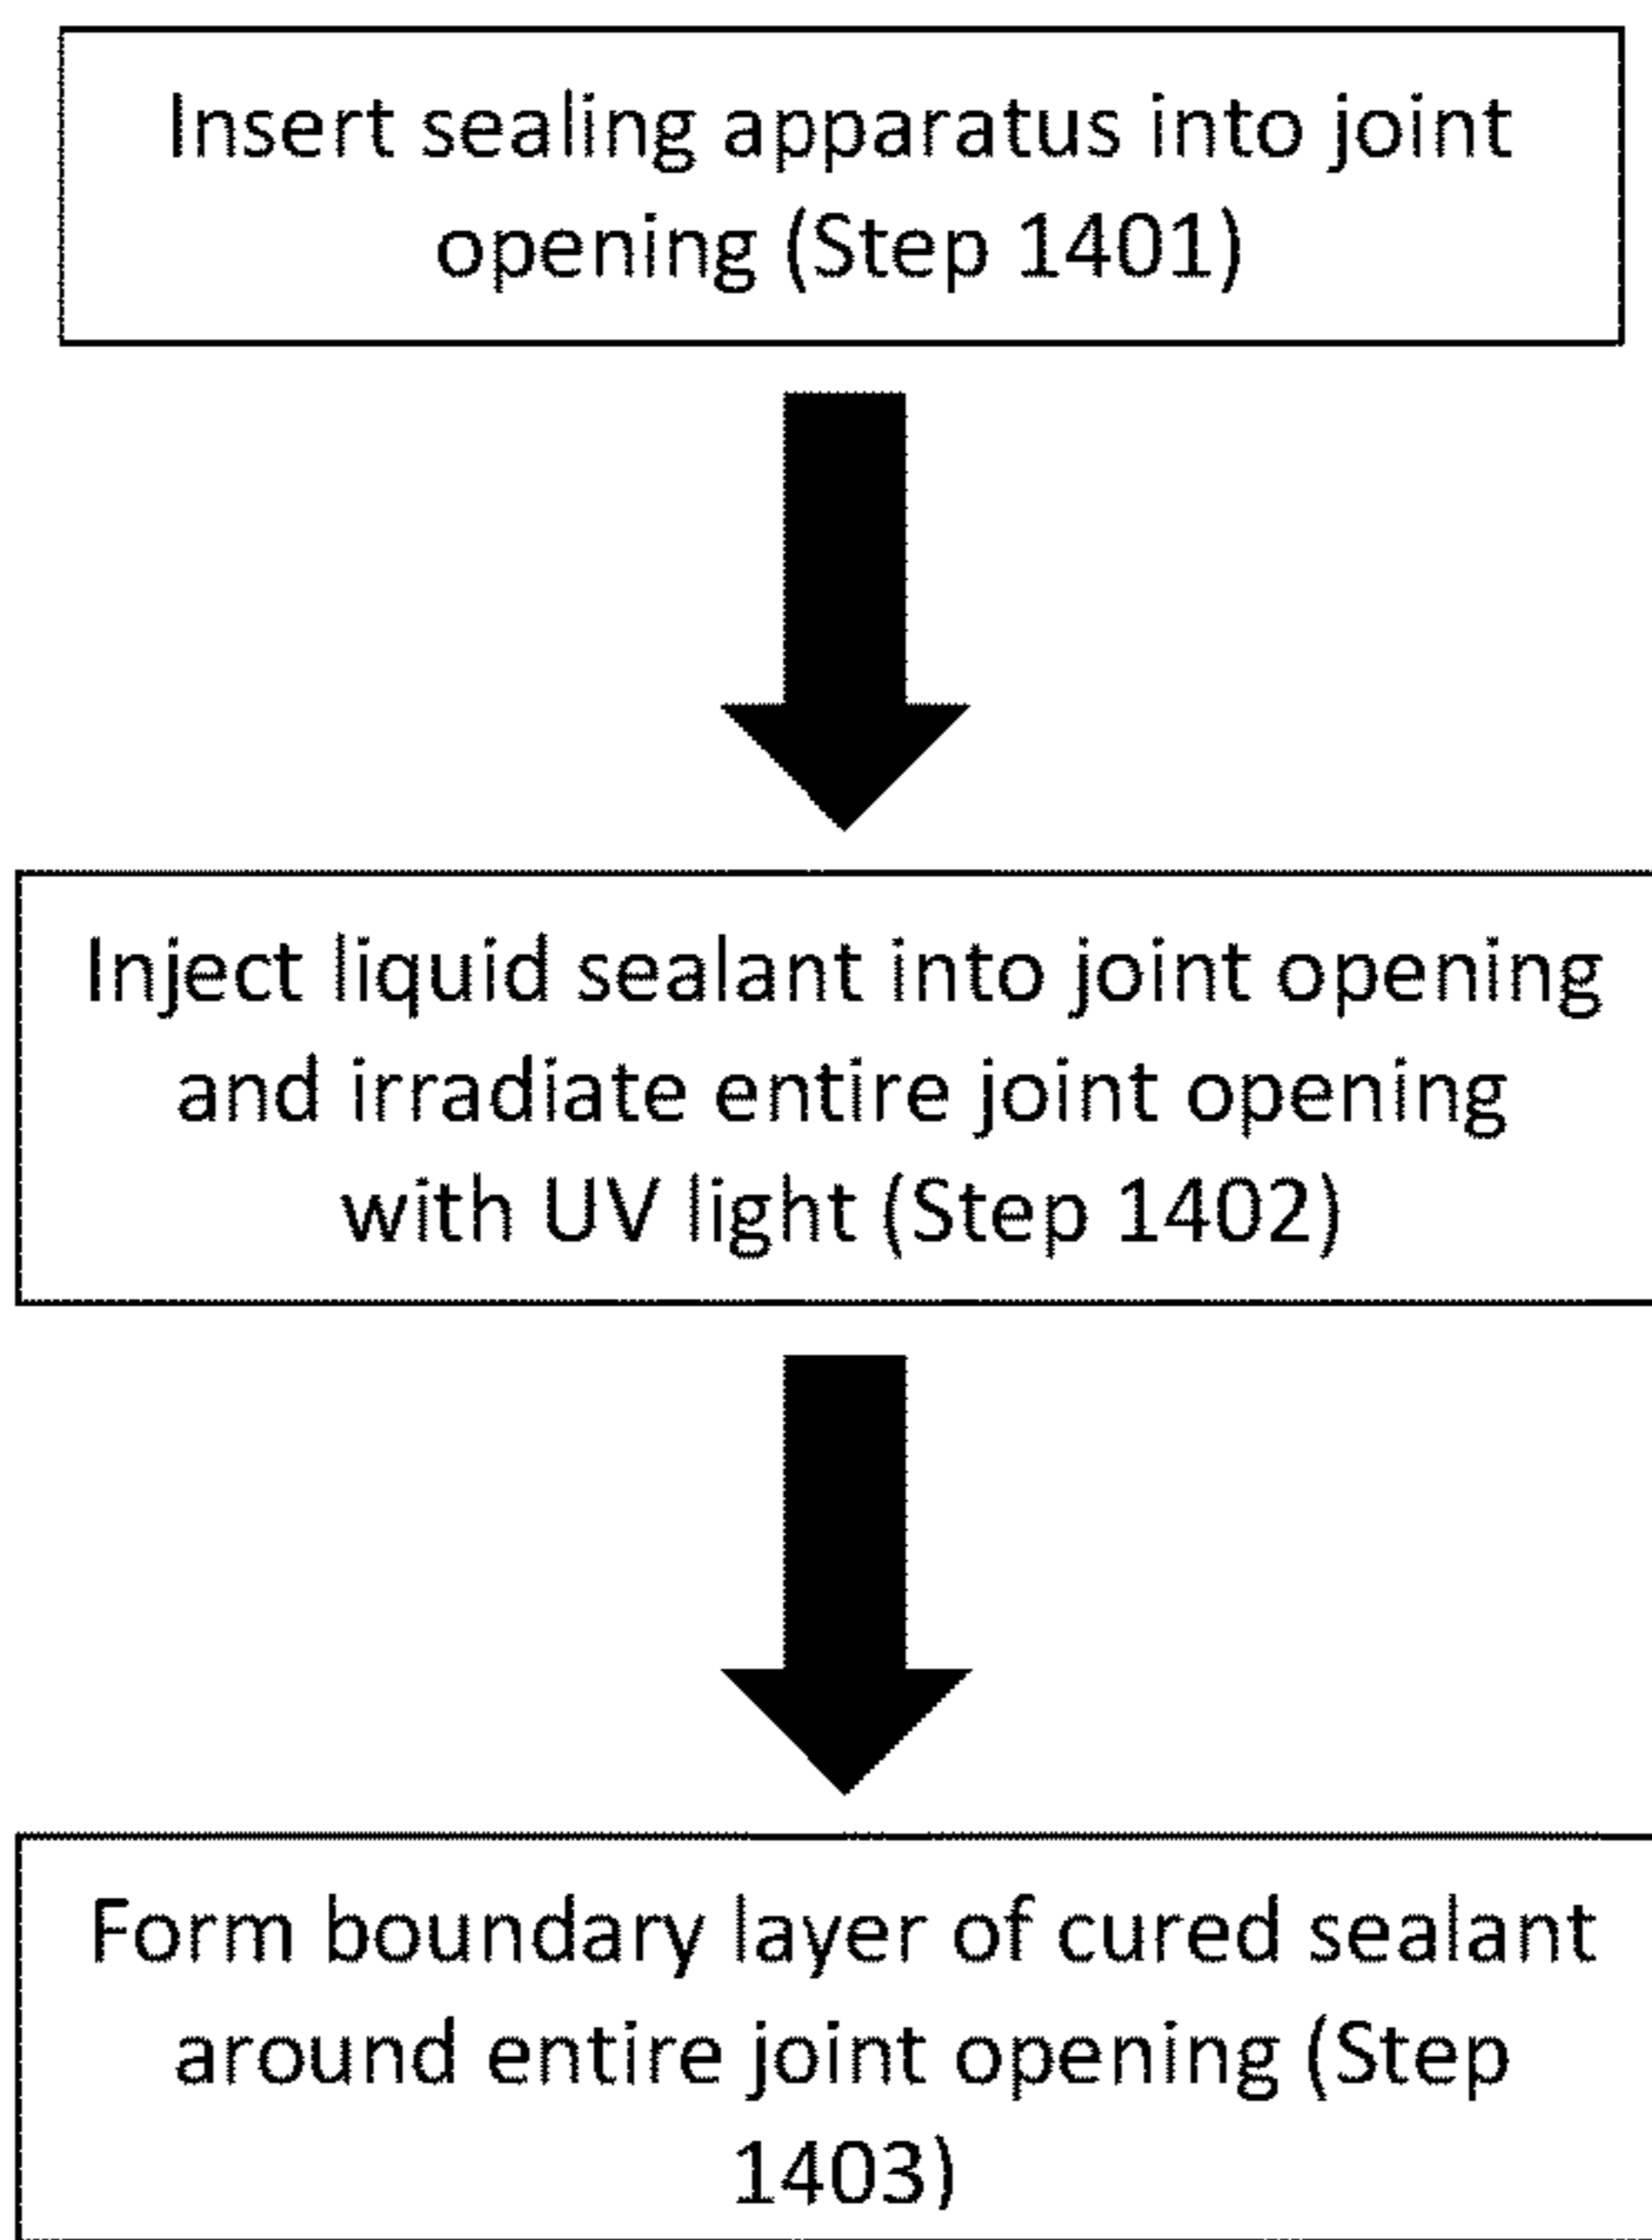 Insert sealing apparatus into joint
opening (Step 1401)
Inject liquid sealant into joint opening
and irradiate entire joint opening
with UV light (Step 1402)
Form boundary layer of cured sealant
around entire joint opening (Step
1403)